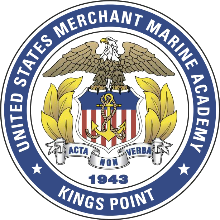 UNITED STATES MERCHANT MARINE ACADEMY
ACTA NON VERBA
1943
KINGS POINT